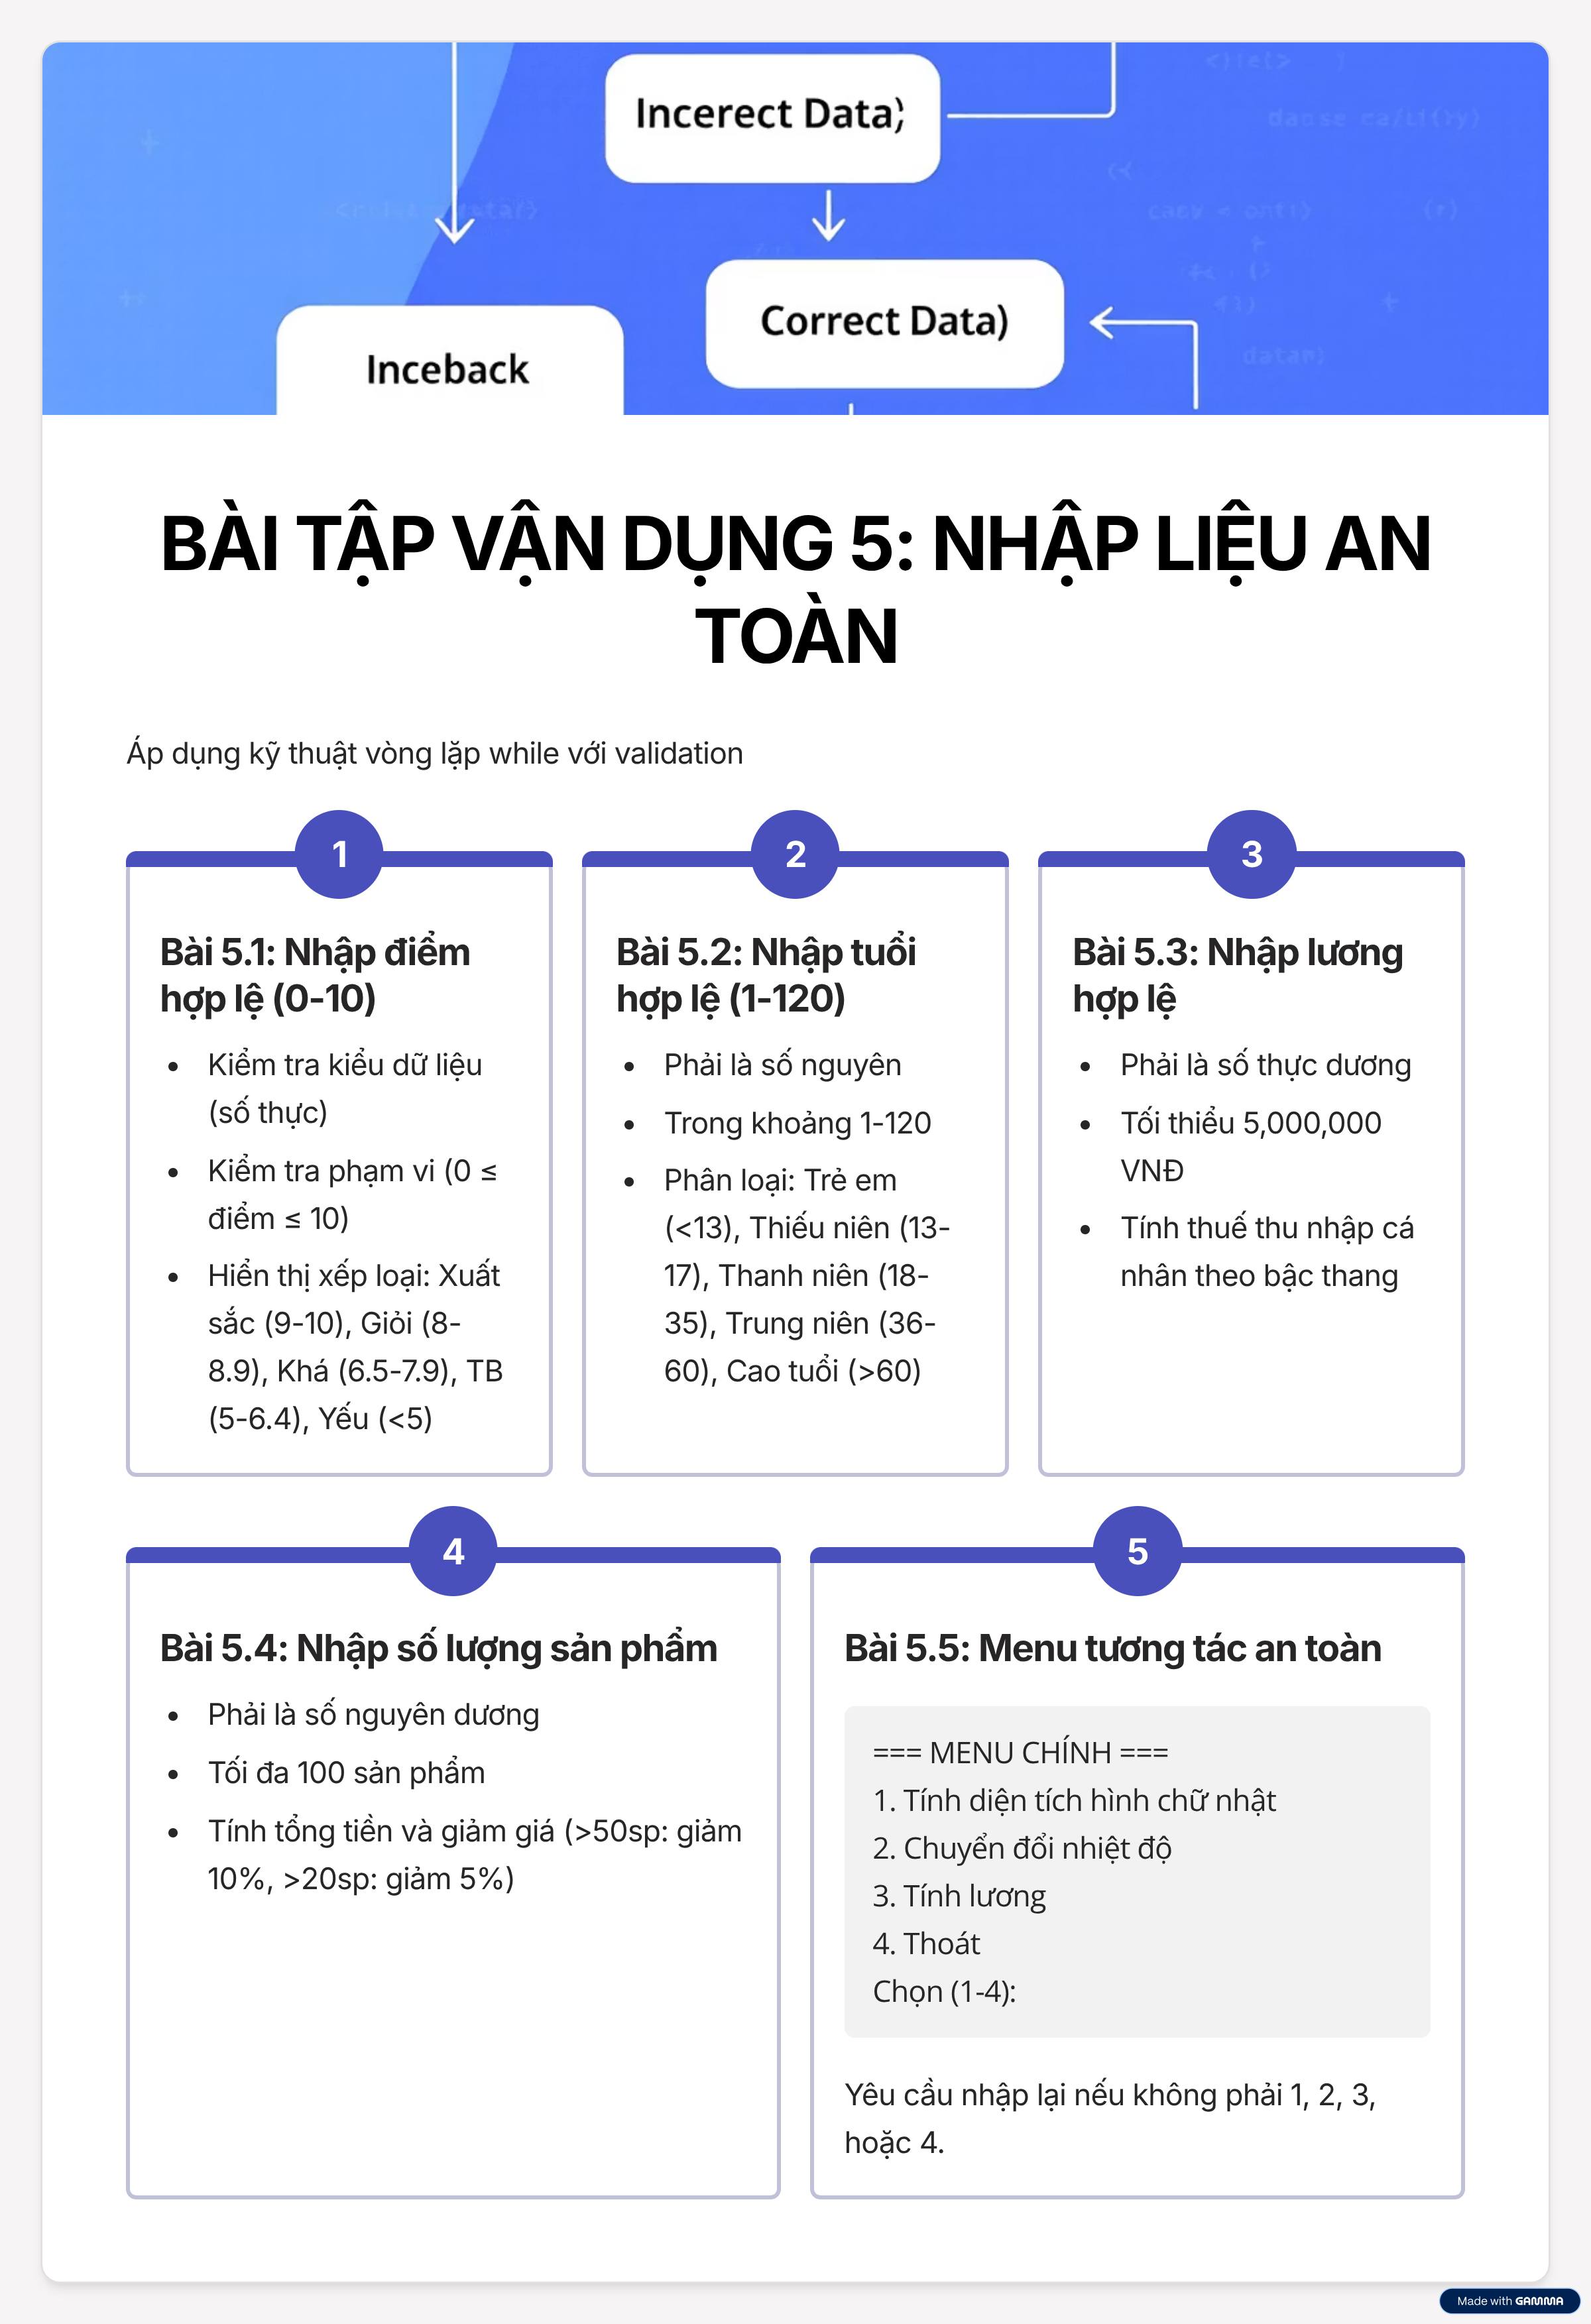 Incerect Data)
Correct Data)
Inceback
BÀI TẬP VẬN DỤNG 5: NHẬP LIỆU AN
TOÀN
Áp dụng kỹ thuật vòng lặp while với validation
1
Bài 5.1: Nhập điểm
hợp lệ (0-10)
• Kiểm tra kiểu dữ liệu
(số thực)
• Kiểm tra phạm vi (0 ≤
điểm ≤ 10)
• Hiển thị xếp loại: Xuất
sắc (9-10), Giỏi (8-
8.9), Khá (6.5-7.9), TB
(5-6.4), Yếu (<5)
2
Bài 5.2: Nhập tuổi
hợp lệ (1-120)
• Phải là số nguyên
• Trong khoảng 1-120
• Phân loại: Trẻ em
(<13), Thiếu niên (13-
17), Thanh niên (18-
35), Trung niên (36-
60), Cao tuổi (>60)
3
Bài 5.3: Nhập lương
hợp lệ
• Phải là số thực dương
• Tối thiểu 5,000,000
VNĐ
• Tính thuế thu nhập cá
nhân theo bậc thang
4
Bài 5.4: Nhập số lượng sản phẩm
• Phải là số nguyên dương
• Tối đa 100 sản phẩm
• Tính tổng tiền và giảm giá (>50sp: giảm
10%, >20sp: giảm 5%)
5
Bài 5.5: Menu tương tác an toàn
=== MENU CHÍNH ===
1. Tính diện tích hình chữ nhật
2. Chuyển đổi nhiệt độ
3. Tính lương
4. Thoát
Chọn (1-4):
Yêu cầu nhập lại nếu không phải 1, 2, 3,
hoặc 4.
Made with GAMMA